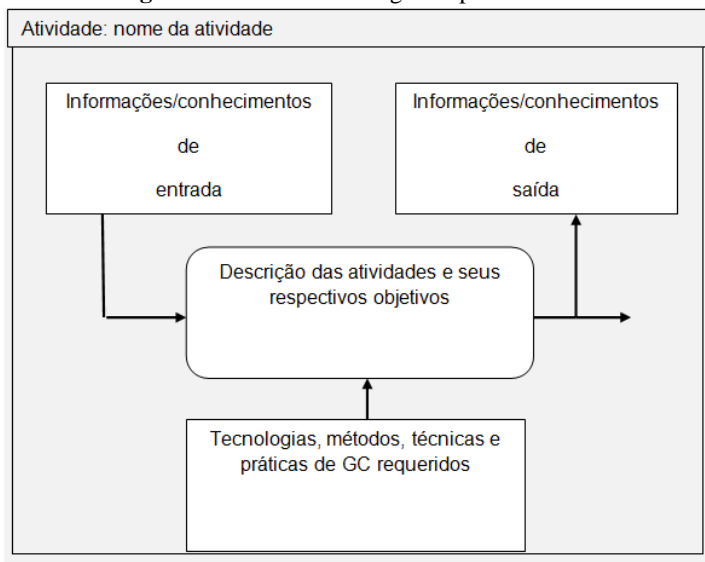 Atividade: nome da atividade
Informações/conhecimentos
de
entrada
Informações/conhecimentos
de
saída
Descrição das atividades e seus
respectivos objetivos
Tecnologias, métodos, técnicas e
práticas de GC requeridos